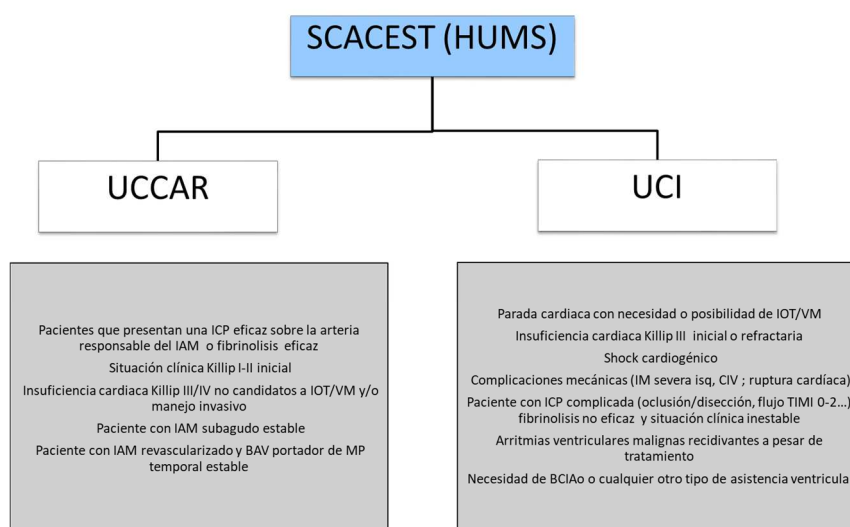 SCACEST (HUMS)
UCCAR
UCI
Pacientes que presentan una ICP eficaz sobre la arteria
responsable del IAM o fibrinolisis eficaz
Situación clínica Killip I-II inicial
Insuficiencia cardiaca Killip III/IV no candidatos a IOT/VM y/o
manejo invasivo
Paciente con IAM subagudo estable
Paciente con IAM revascularizado y BAV portador de MP
temporal estable
Parada cardiaca con necesidad o posibilidad de IOT/VM
Insuficiencia cardiaca Killip III inicial o refractaria
Shock cardiogénico
Complicaciones mecánicas (IM severa isq, CIV ; ruptura cardíaca)
Paciente con ICP complicada (oclusión/disección, flujo TIMI 0-2...)
fibrinolisis no eficaz y situación clínica inestable
Arritmias ventriculares malignas recidivantes a pesar de
tratamiento
Necesidad de BCIAo o cualquier otro tipo de asistencia ventricula